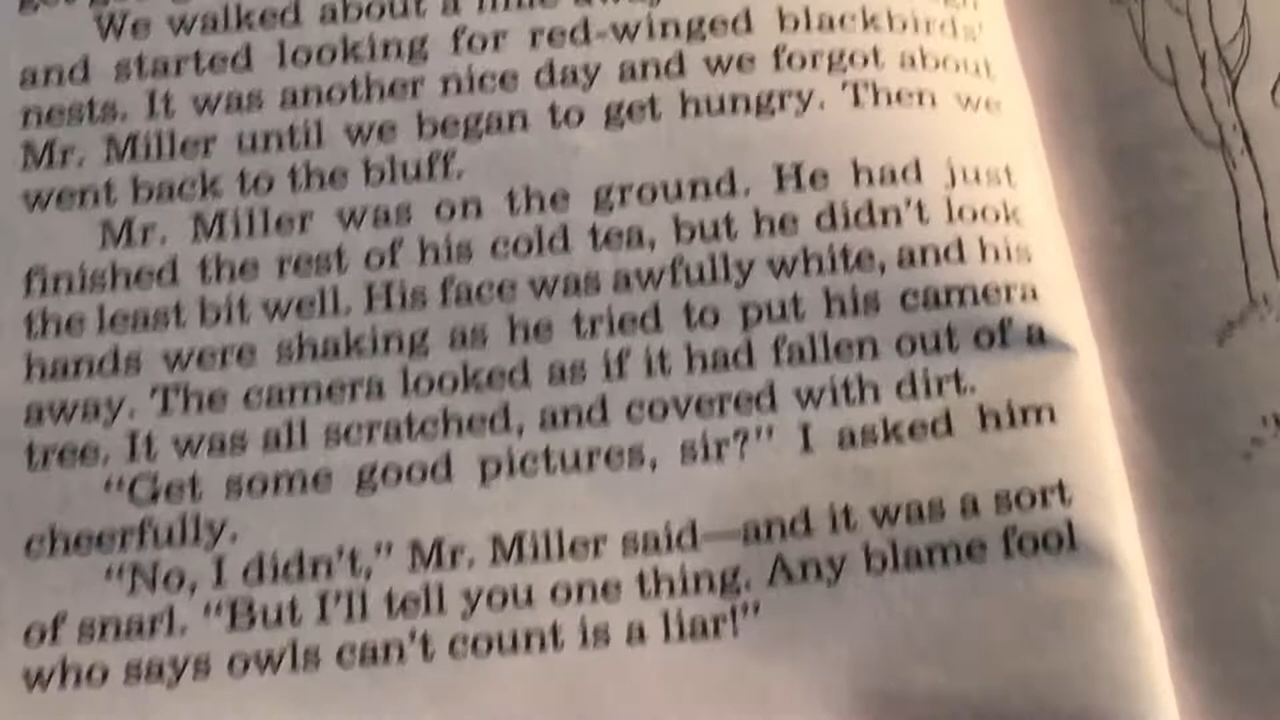 We walked about a mile
and started looking for red-winged blackbirds'
nests. It was another nice day and we forgot about
Mr. Miller until we began to get hungry. Then we
went back to the bluff.
Mr. Miller was on the ground. He had just
finished the rest of his cold tea, but he didn't look
the least bit well. His face was awfully white, and his
hands were shaking as he tried to put his camera
away. The camera looked as if it had fallen out of a
tree. It was all scratched, and covered with dirt.
“Get some good pictures, sir?” I asked him
cheerfully.
“No, I didn't,” Mr. Miller said—and it was a sort
of snarl. “But I'll tell you one thing. Any blame fool
who says owls can't count is a liar!”